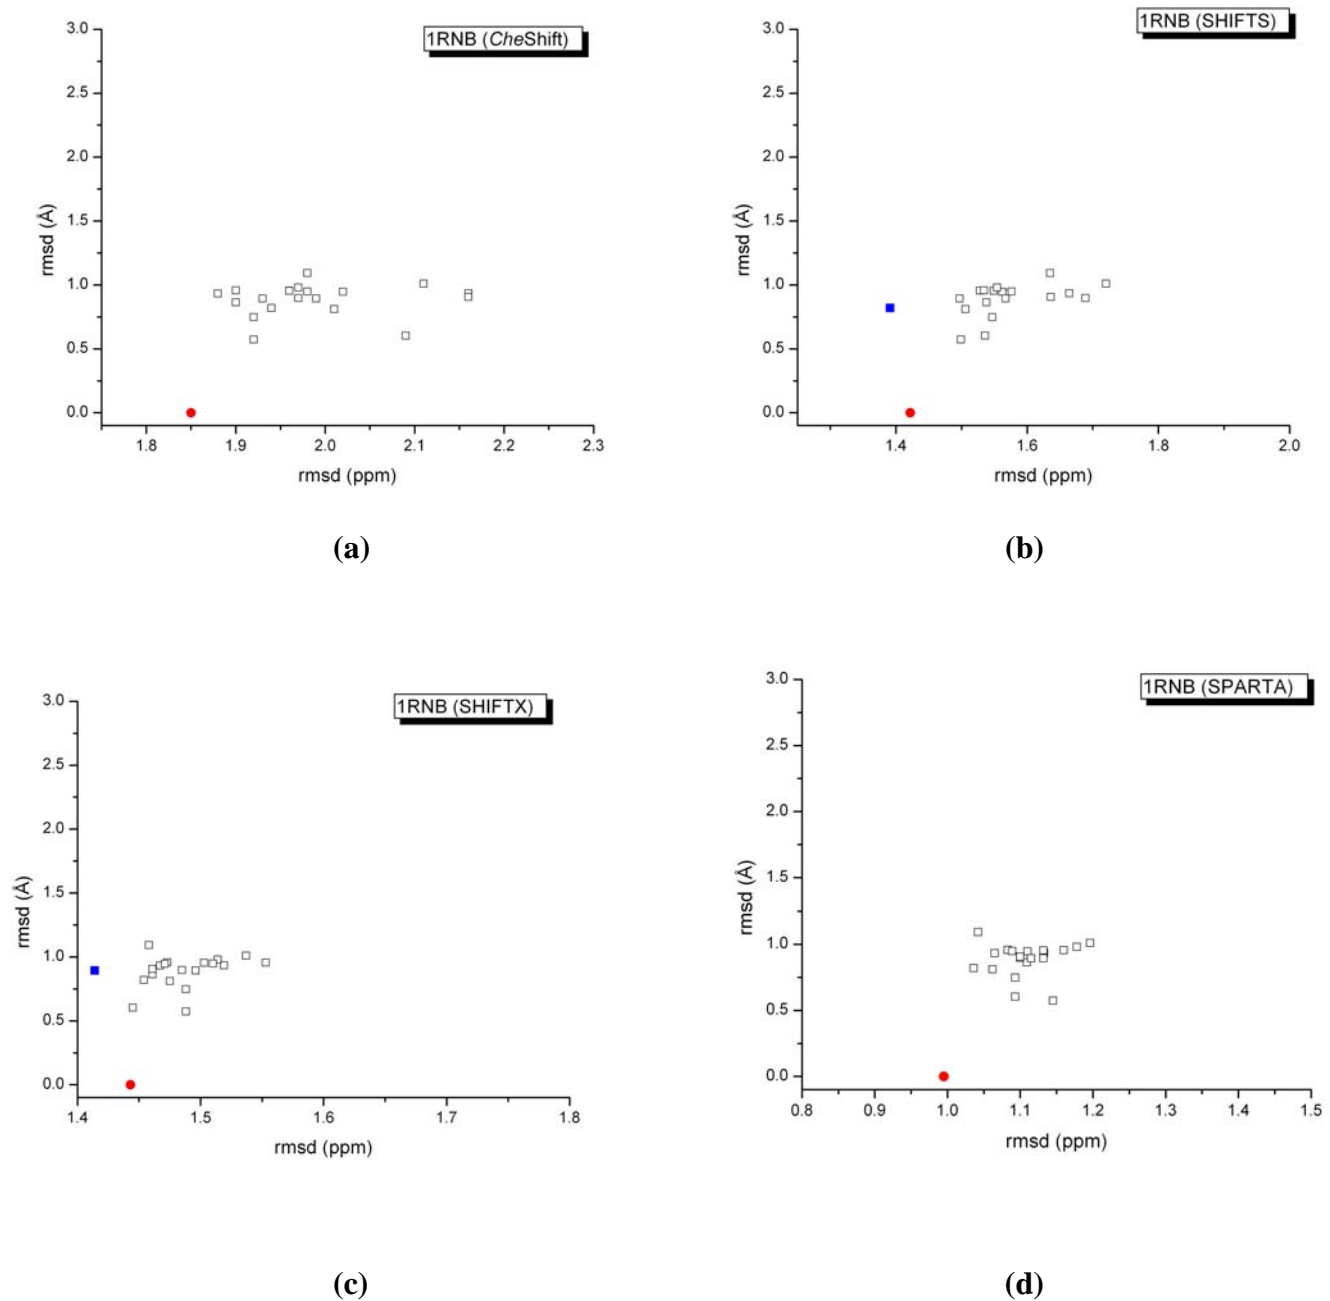 1RNB (CheShift)
3.0
2.5
2.0
1.5
1.0
0.5
0.0
rmsd (Å)
1.8 1.9 2.0 2.1 2.2 2.3
rmsd (ppm)
(a)
1RNB (SHIFTS)
3.0
2.5
2.0
1.5
1.0
0.5
0.0
rmsd (Å)
1.4 1.6 1.8 2.0
rmsd (ppm)
(b)
1RNB (SHIFTX)
3.0
2.5
2.0
1.5
1.0
0.5
0.0
rmsd (Å)
1.4 1.5 1.6 1.7 1.8
rmsd (ppm)
(c)
1RNB (SPARTA)
3.0
2.5
2.0
1.5
1.0
0.5
0.0
rmsd (Å)
0.8 0.9 1.0 1.1 1.2 1.3 1.4 1.5
rmsd (ppm)
(d)